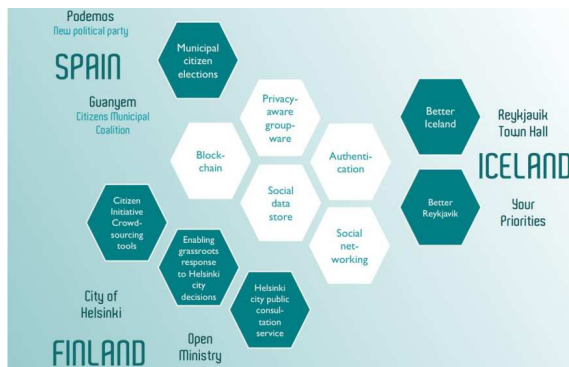 Podemos
New political party
SPAIN
Guanyem
Citizens Municipal
Coalition
Municipal
citizen
elections
Privacy-
aware
group-
ware
Block-
chain
Authenti-
cation
Social
data
store
Social
net-
working
Better
Iceland
Better
Reykjavik
Reykjavik
Town Hall
ICELAND
Your
Priorities
Citizen
Initiative
Crowd-
sourcing
tools
Enabling
grassroots
response
to Helsinki
city
decisions
Helsinki
city public
consul-
tation
service
City of
Helsinki
Open
Ministry
FINLAND